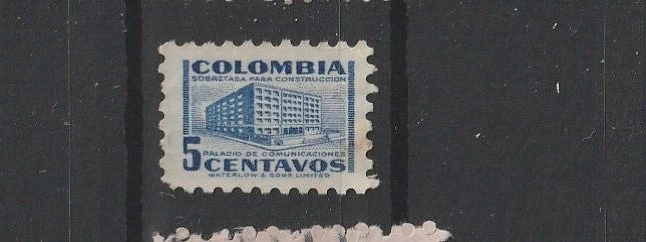 COLOMBIA
SOBRETASA PARA CONSTRUCCION
PALACIO DE COMUNICACIONES
5 CENTAVOS
WATERLOW & SONS LIMITED